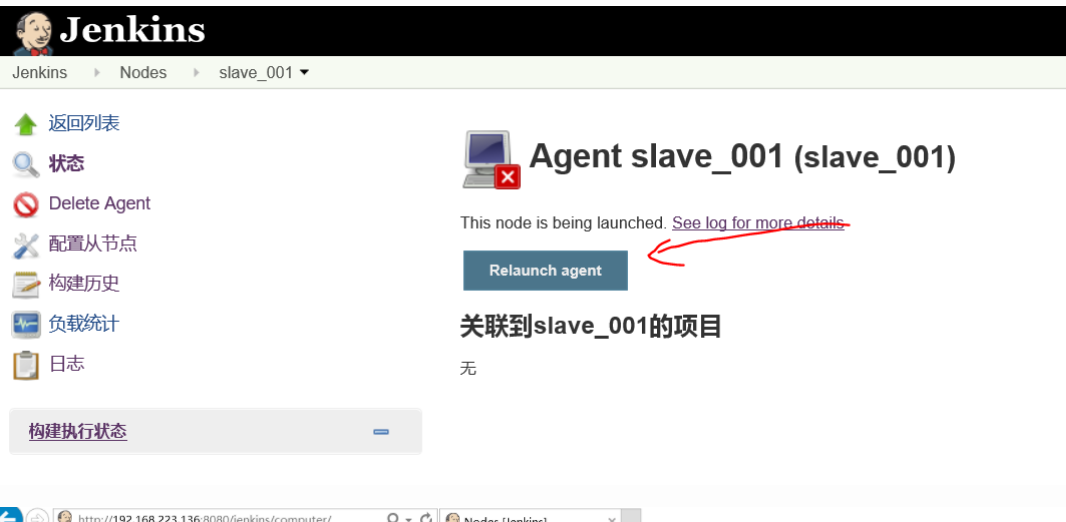 Jenkins
Jenkins Nodes slave_001
返回列表
状态
Delete Agent
配置从节点
构建历史
负载统计
日志
构建执行状态
Agent slave_001 (slave_001)
This node is being launched. See log for more details
Relaunch agent
关联到slave_001的项目
无
http://192.168.223.136:8080/jenkins/computer/
Nodes [Jenkins]